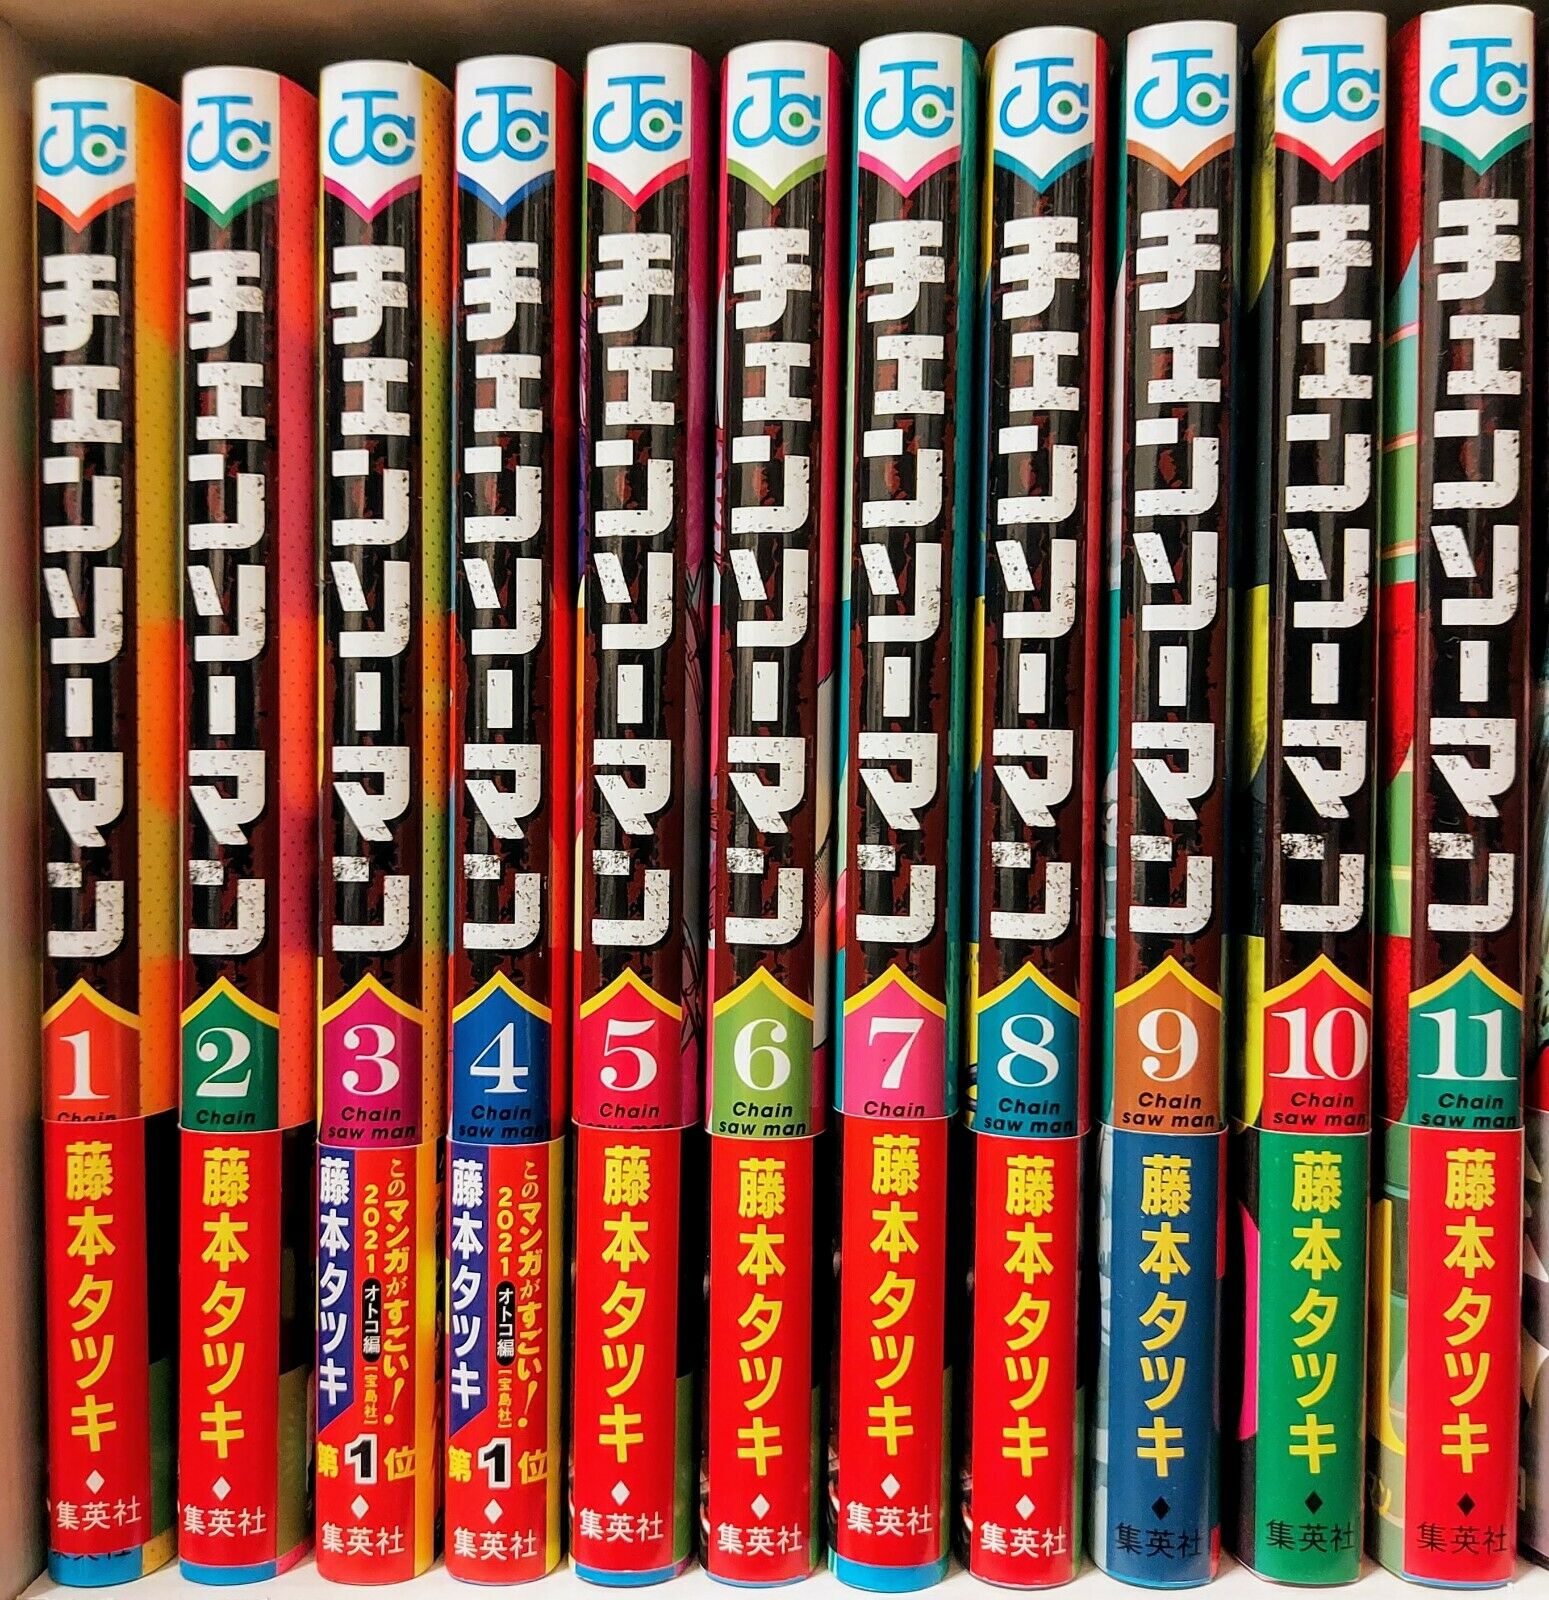 JC
チェンソーマン
1
Chain
藤本タツキ
集英社
JC
チェンソーマン
2
Chain
藤本タツキ
集英社
JC
チェンソーマン
3
Chain
saw man
藤本タツキ
このマンガがすごい!
2021 オトコ編 [宝島社]
第1位
集英社
JC
チェンソーマン
4
Chain
saw man
藤本タツキ
このマンガがすごい!
2021 オトコ編 [宝島社]
第1位
集英社
JC
チェンソーマン
5
Chain
saw man
藤本タツキ
集英社
JC
チェンソーマン
6
Chain
saw man
藤本タツキ
集英社
JC
チェンソーマン
7
Chain
saw man
藤本タツキ
集英社
JC
チェンソーマン
8
Chain
saw man
藤本タツキ
集英社
JC
チェンソーマン
9
Chain
saw man
藤本タツキ
集英社
JC
チェンソーマン
10
Chain
saw man
藤本タツキ
集英社
JC
チェンソーマン
11
Chain
saw man
藤本タツキ
集英社